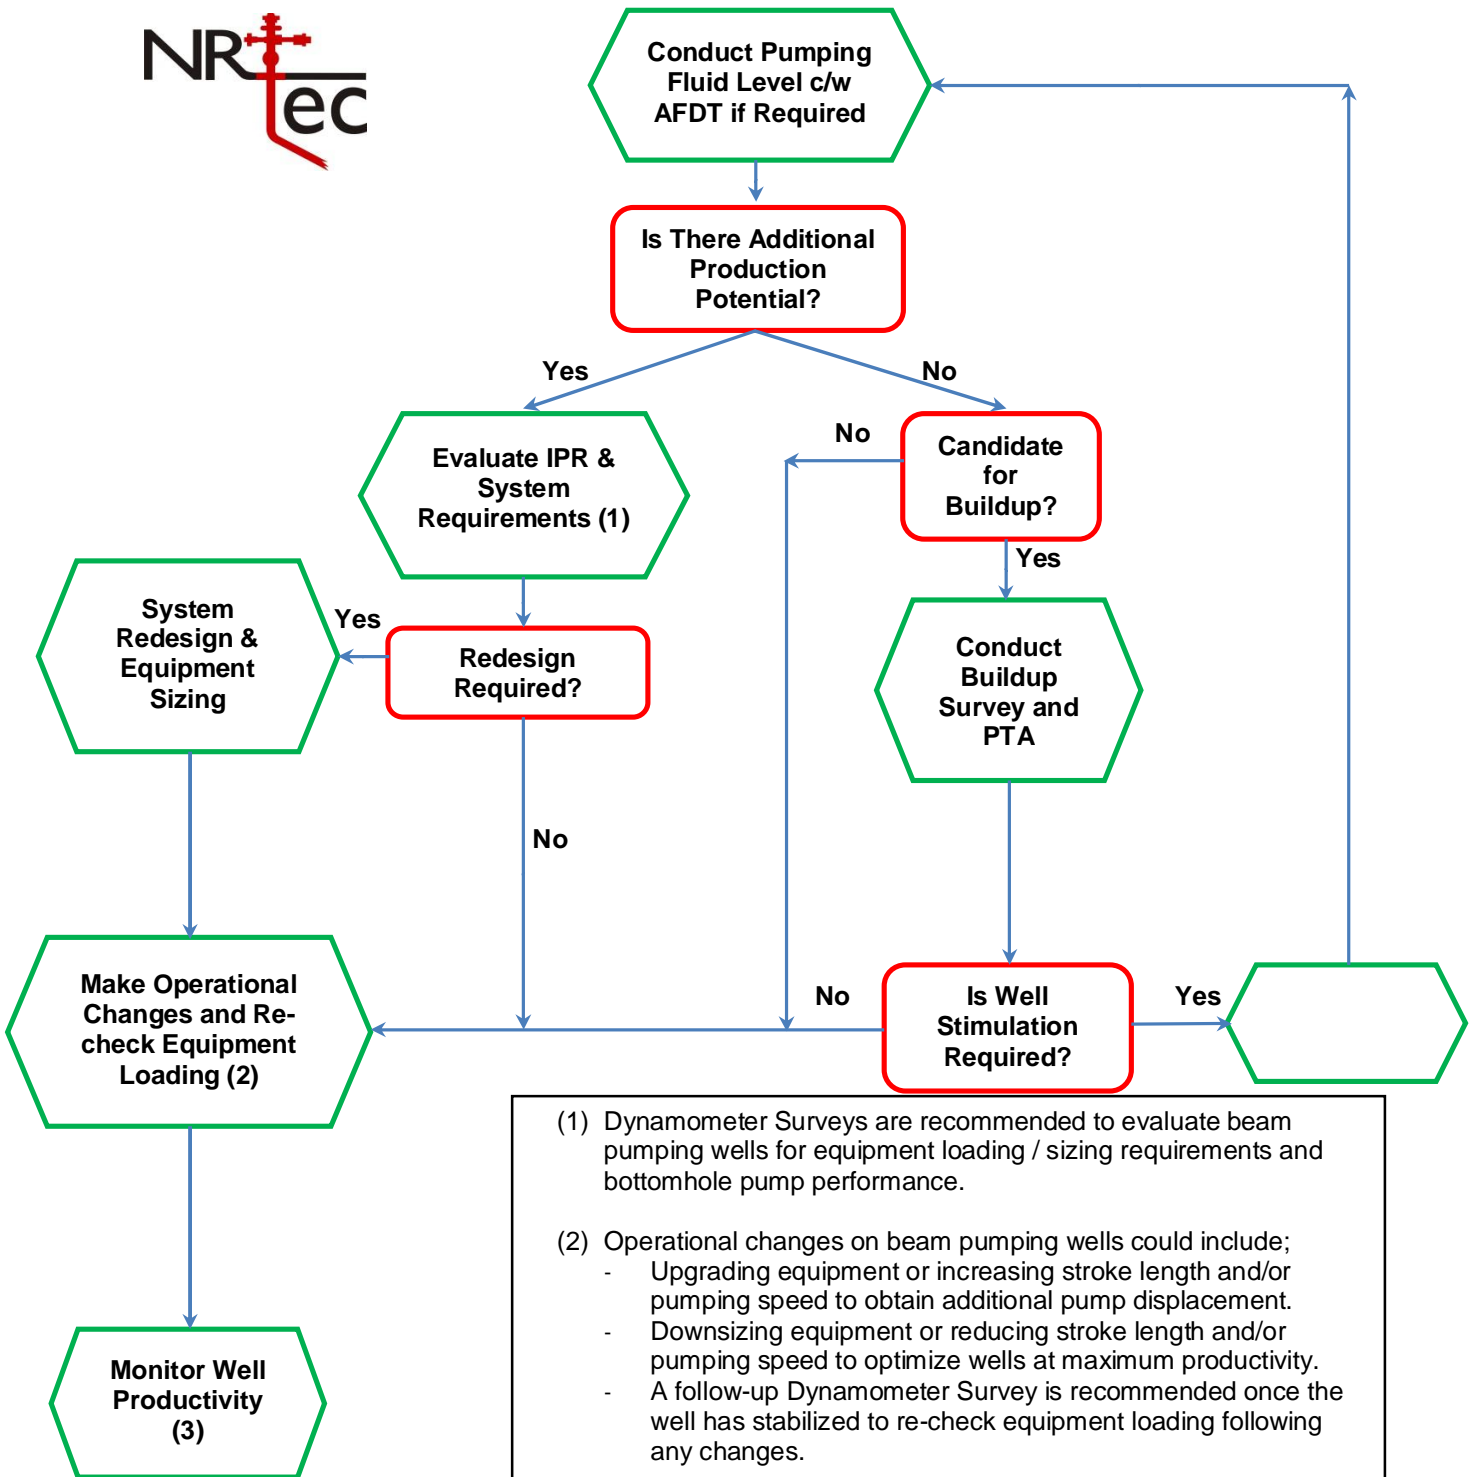 NRTec
Conduct Pumping
Fluid Level c/w
AFDT if Required
Is There Additional
Production
Potential?
Yes
No
Evaluate IPR &
System
Requirements (1)
No
Candidate
for
Buildup?
Yes
System
Redesign &
Equipment
Sizing
Yes
Redesign
Required?
Conduct
Buildup
Survey and
PTA
No
Make Operational
Changes and Re-
check Equipment
Loading (2)
No
Is Well
Stimulation
Required?
Yes
(1) Dynamometer Surveys are recommended to evaluate beam
pumping wells for equipment loading / sizing requirements and
bottomhole pump performance.
(2) Operational changes on beam pumping wells could include;
- Upgrading equipment or increasing stroke length and/or
pumping speed to obtain additional pump displacement.
- Downsizing equipment or reducing stroke length and/or
pumping speed to optimize wells at maximum productivity.
- A follow-up Dynamometer Survey is recommended once the
well has stabilized to re-check equipment loading following
any changes.
Monitor Well
Productivity
(3)